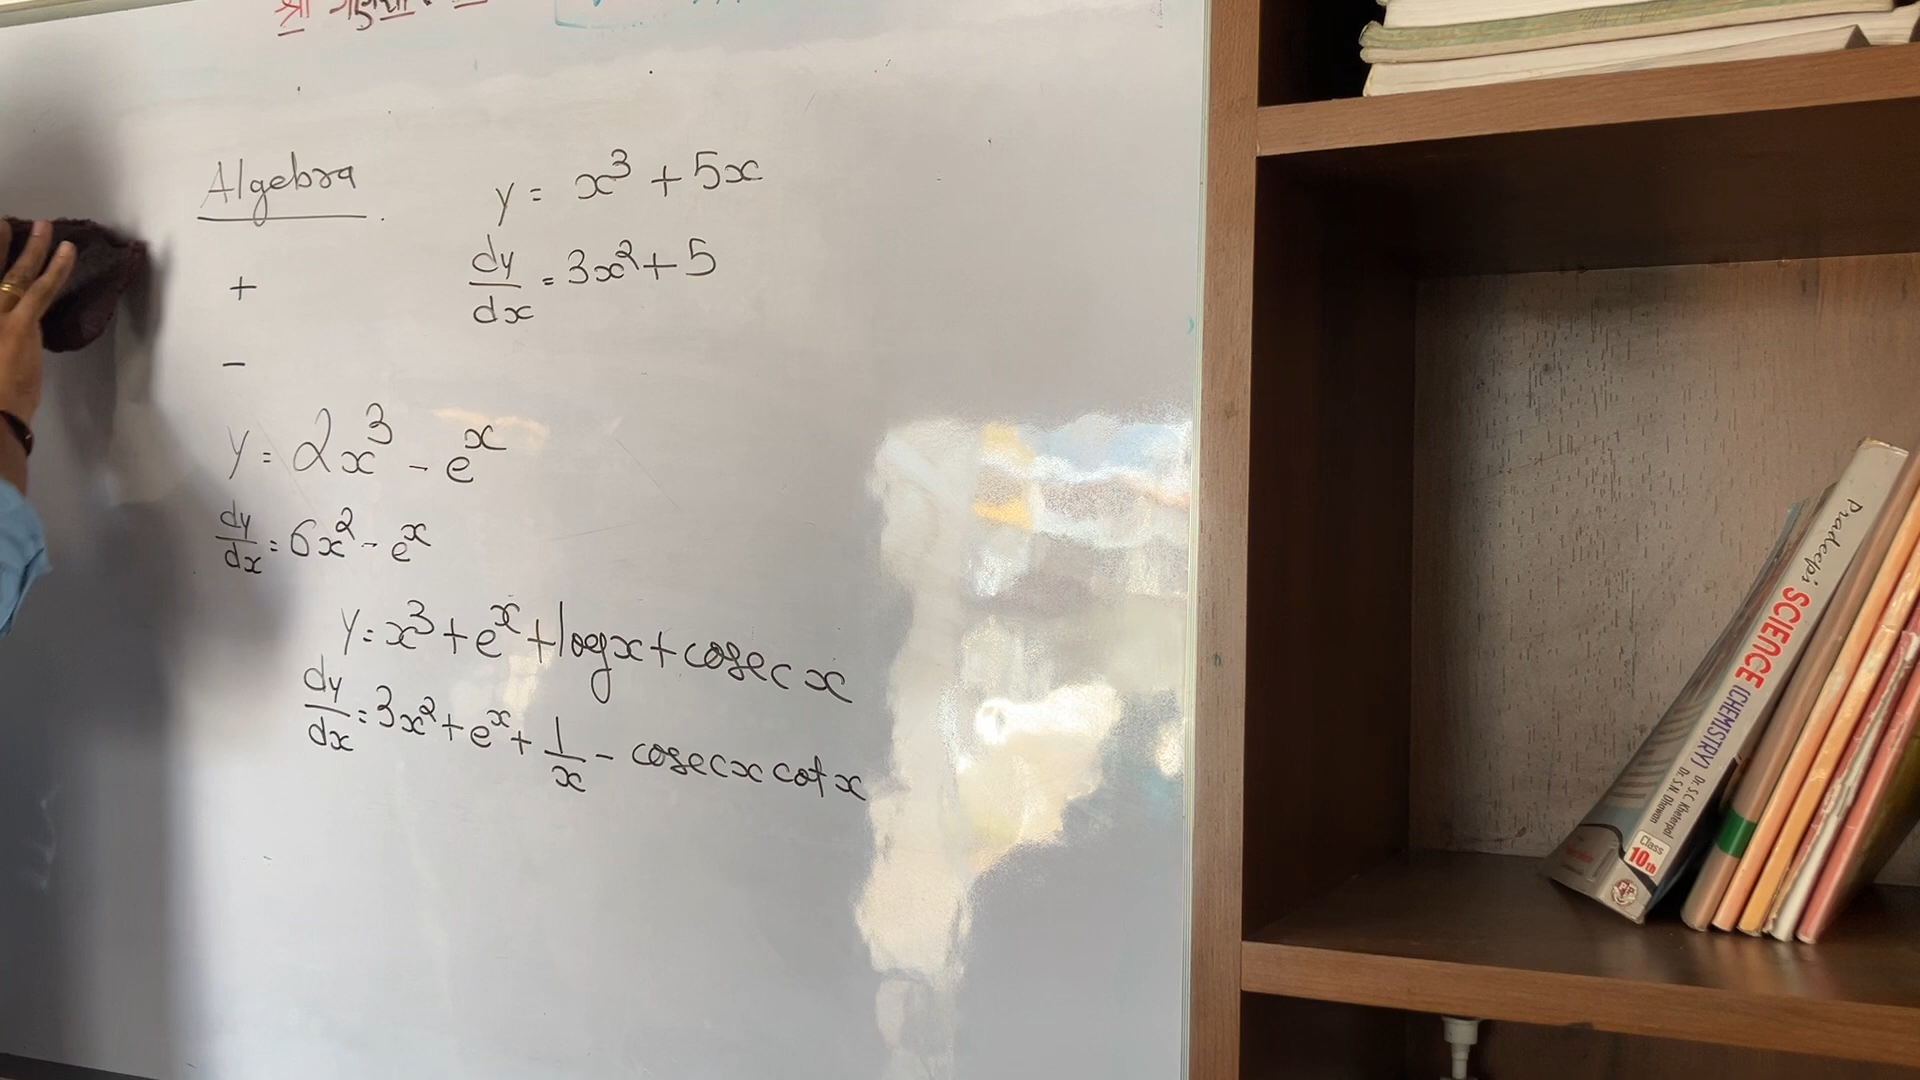 श्री
Algebra
y = x³ + 5x
dy/dx = 3x² + 5
+
-
y = 2x³ - eˣ
dy/dx = 6x² - eˣ
y = x³ + eˣ + log x + cosec x
dy/dx = 3x² + eˣ + 1/x - cosec x cot x
Pradeep's SCIENCE (CHEMISTRY) Dr. S.C. Kheterpal
Dr. S.N. Dhawan
Class
10th